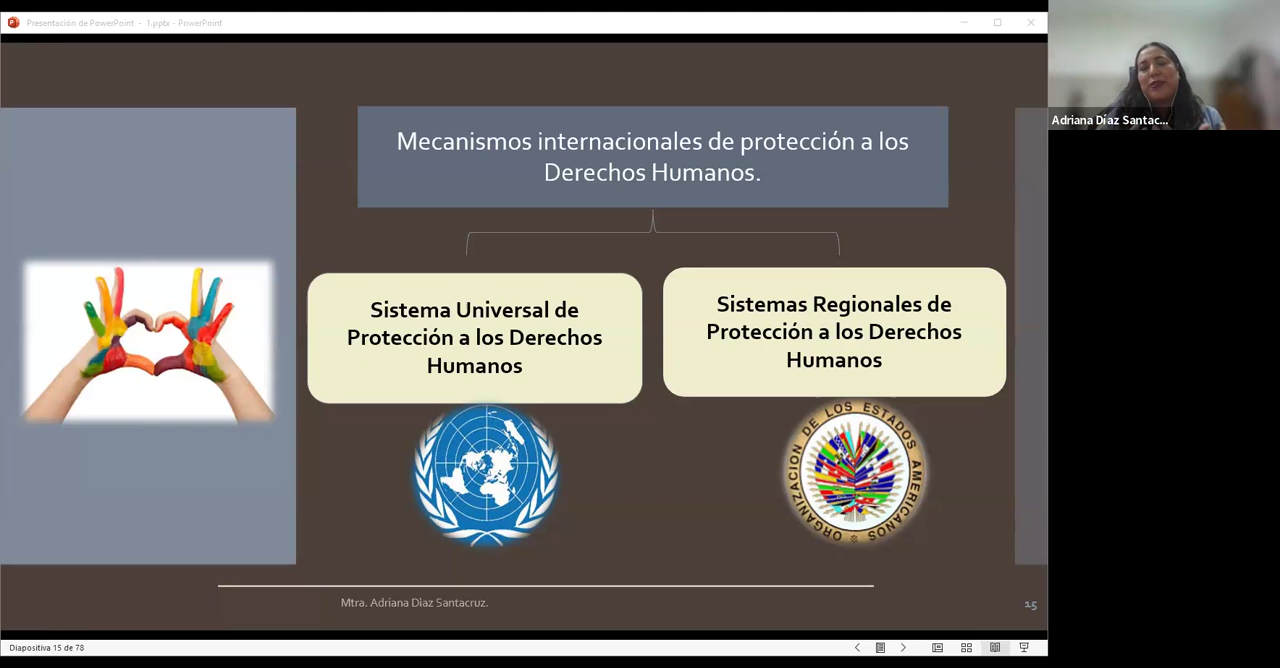 Presentación de PowerPoint - 1.pptx - PowerPoint
Adriana Díaz Santac...
Mecanismos internacionales de protección a los
Derechos Humanos.
Sistema Universal de
Protección a los Derechos
Humanos
Sistemas Regionales de
Protección a los Derechos
Humanos
ORGANIZACION DE LOS ESTADOS AMERICANOS
Mtra. Adriana Dìaz Santacruz.
15
Diapositiva 15 de 78